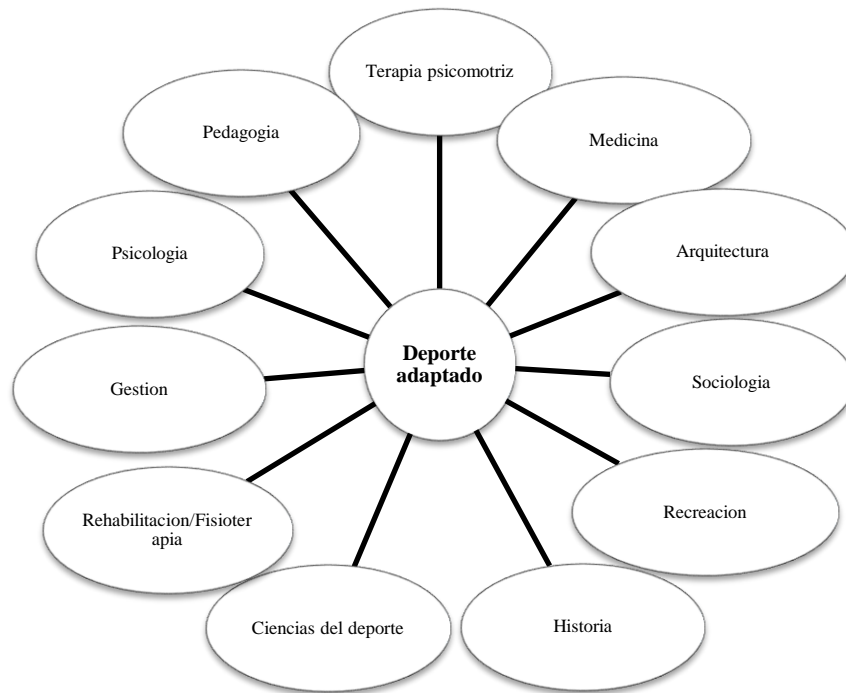 Terapia psicomotriz
Pedagogia
Medicina
Psicologia
Arquitectura
Deporte
adaptado
Gestion
Sociologia
Rehabilitacion/Fisioter
apia
Recreacion
Ciencias del deporte
Historia